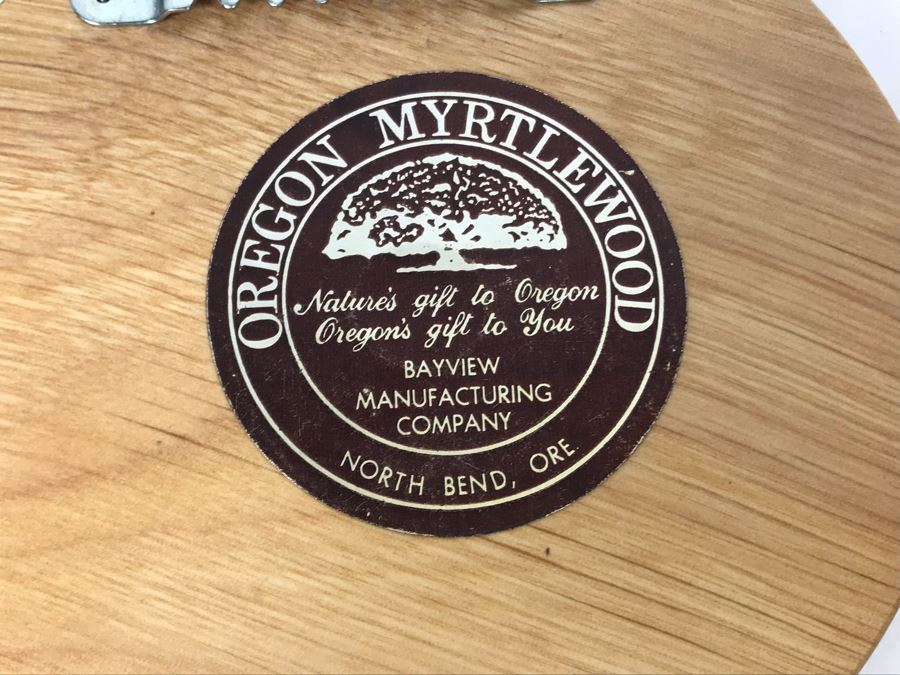 OREGON MYRTLEWOOD
Nature's gift to Oregon
Oregon's gift to You
BAYVIEW
MANUFACTURING
COMPANY
NORTH BEND, ORE.